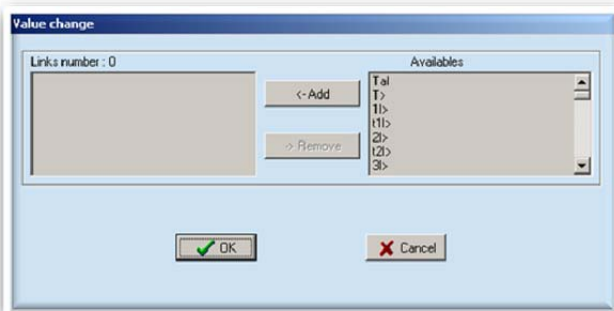 Value change
Links number : 0
Availables
<- Add
-> Remove
Tal
T>
1I>
t1I>
2I>
t2I>
3I>
OK
Cancel